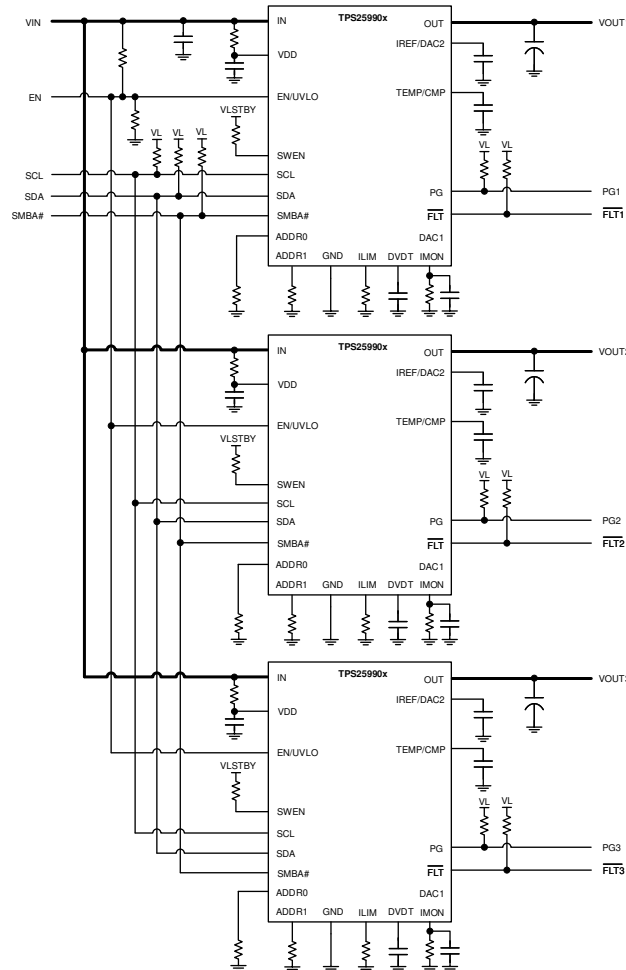 VIN
IN
TPS25990x
OUT
VOUT
VDD
IREF/DAC2
EN
EN/UVLO
TEMP/CMP
VLSTBY
VL
VL
VL
SWEN
VL
VL
SCL
SCL
SDA
SDA
PG
PG1
SMBA#
SMBA#
FLT
FLT1
ADDR0
DAC1
ADDR1
GND
ILIM
DVDT
IMON
IN
TPS25990x
OUT
VOUT2
VDD
IREF/DAC2
EN/UVLO
TEMP/CMP
VLSTBY
SWEN
VL
VL
SCL
SDA
PG
PG2
SMBA#
FLT
FLT2
ADDR0
DAC1
ADDR1
GND
ILIM
DVDT
IMON
IN
TPS25990x
OUT
VOUT3
VDD
IREF/DAC2
EN/UVLO
TEMP/CMP
VLSTBY
SWEN
VL
VL
SCL
SDA
PG
PG3
SMBA#
FLT
FLT3
ADDR0
DAC1
ADDR1
GND
ILIM
DVDT
IMON